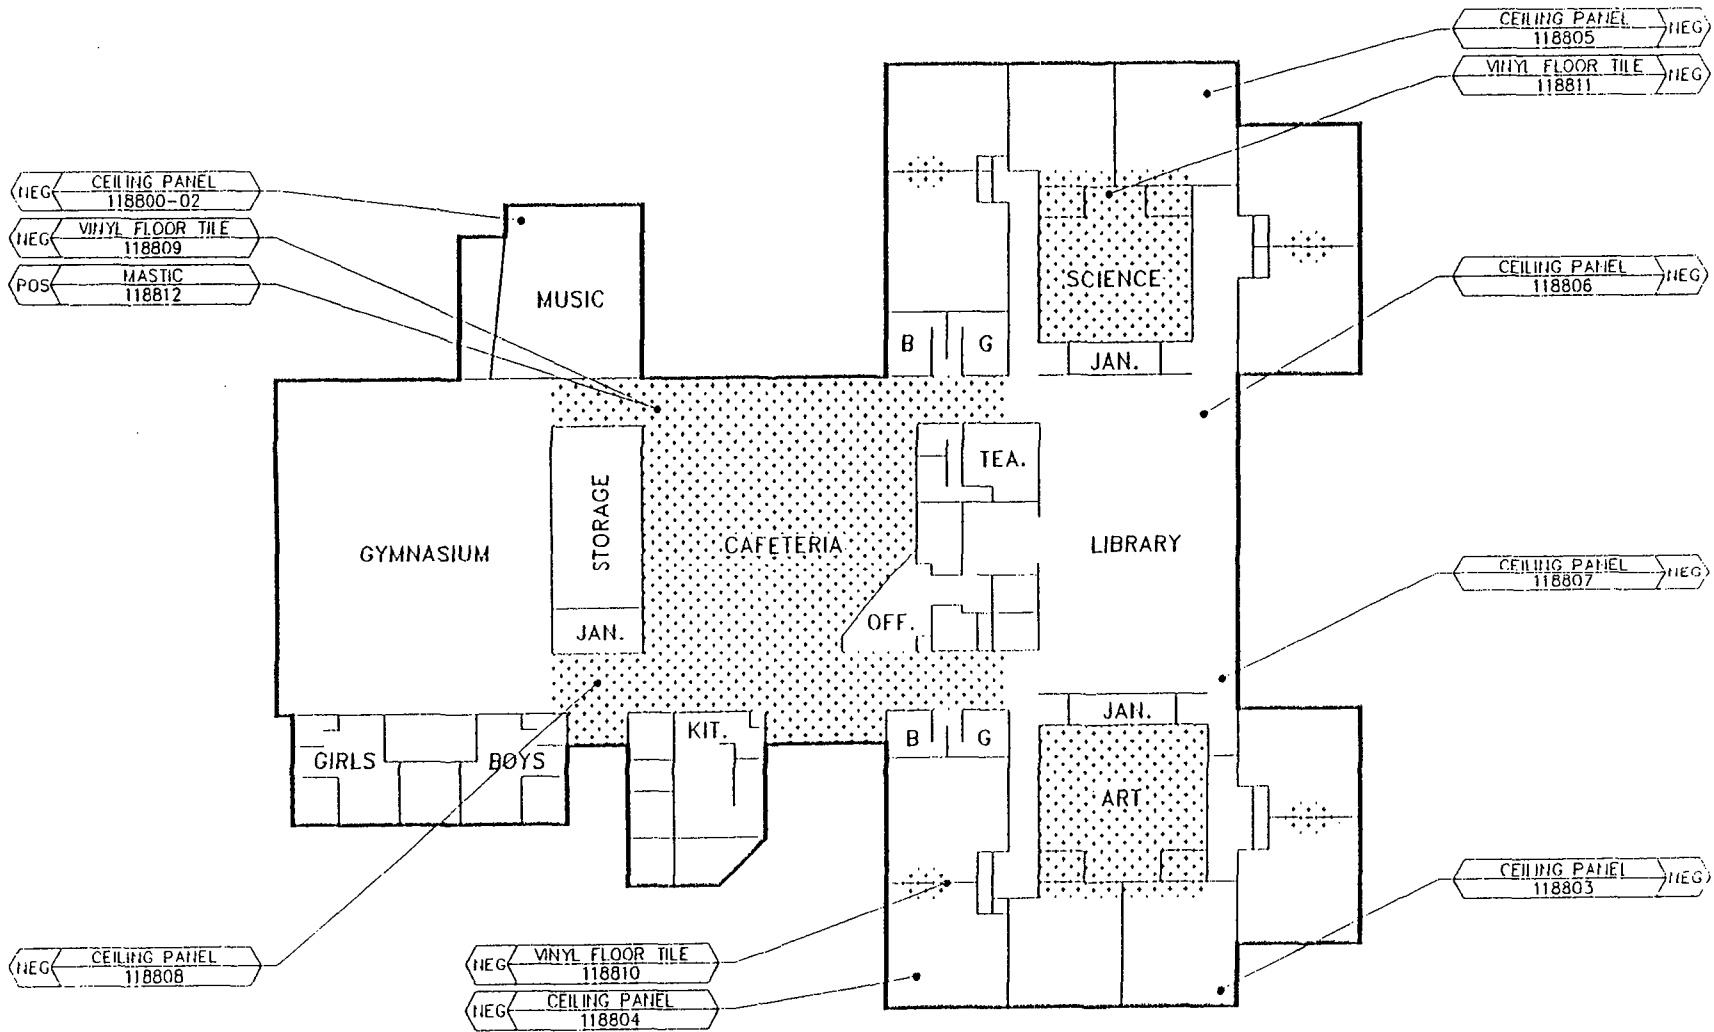 CEILING PANEL
118805
NEG
VINYL FLOOR TILE
118811
NEG
NEG
CEILING PANEL
118800-02
NEG
VINYL FLOOR TILE
118809
POS
MASTIC
118812
CEILING PANEL
118806
NEG
MUSIC
SCIENCE
B
G
JAN.
TEA.
STORAGE
GYMNASIUM
CAFETERIA
LIBRARY
CEILING PANEL
118807
NEG
OFF.
JAN.
JAN.
KIT.
B
G
GIRLS
BOYS
ART
CEILING PANEL
118803
NEG
NEG
CEILING PANEL
118808
NEG
VINYL FLOOR TILE
118810
NEG
CEILING PANEL
118804